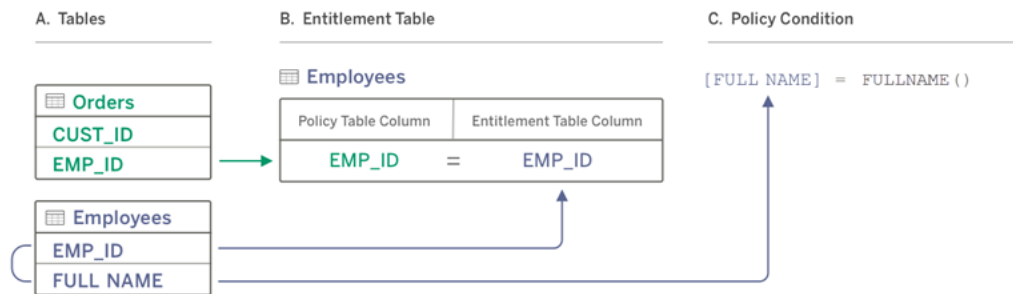 A. Tables
B. Entitlement Table
C. Policy Condition
Orders
CUST_ID
EMP_ID
Employees
EMP_ID
FULL NAME
Employees
Policy Table Column
Entitlement Table Column
EMP_ID = EMP_ID
[FULL NAME] = FULLNAME()